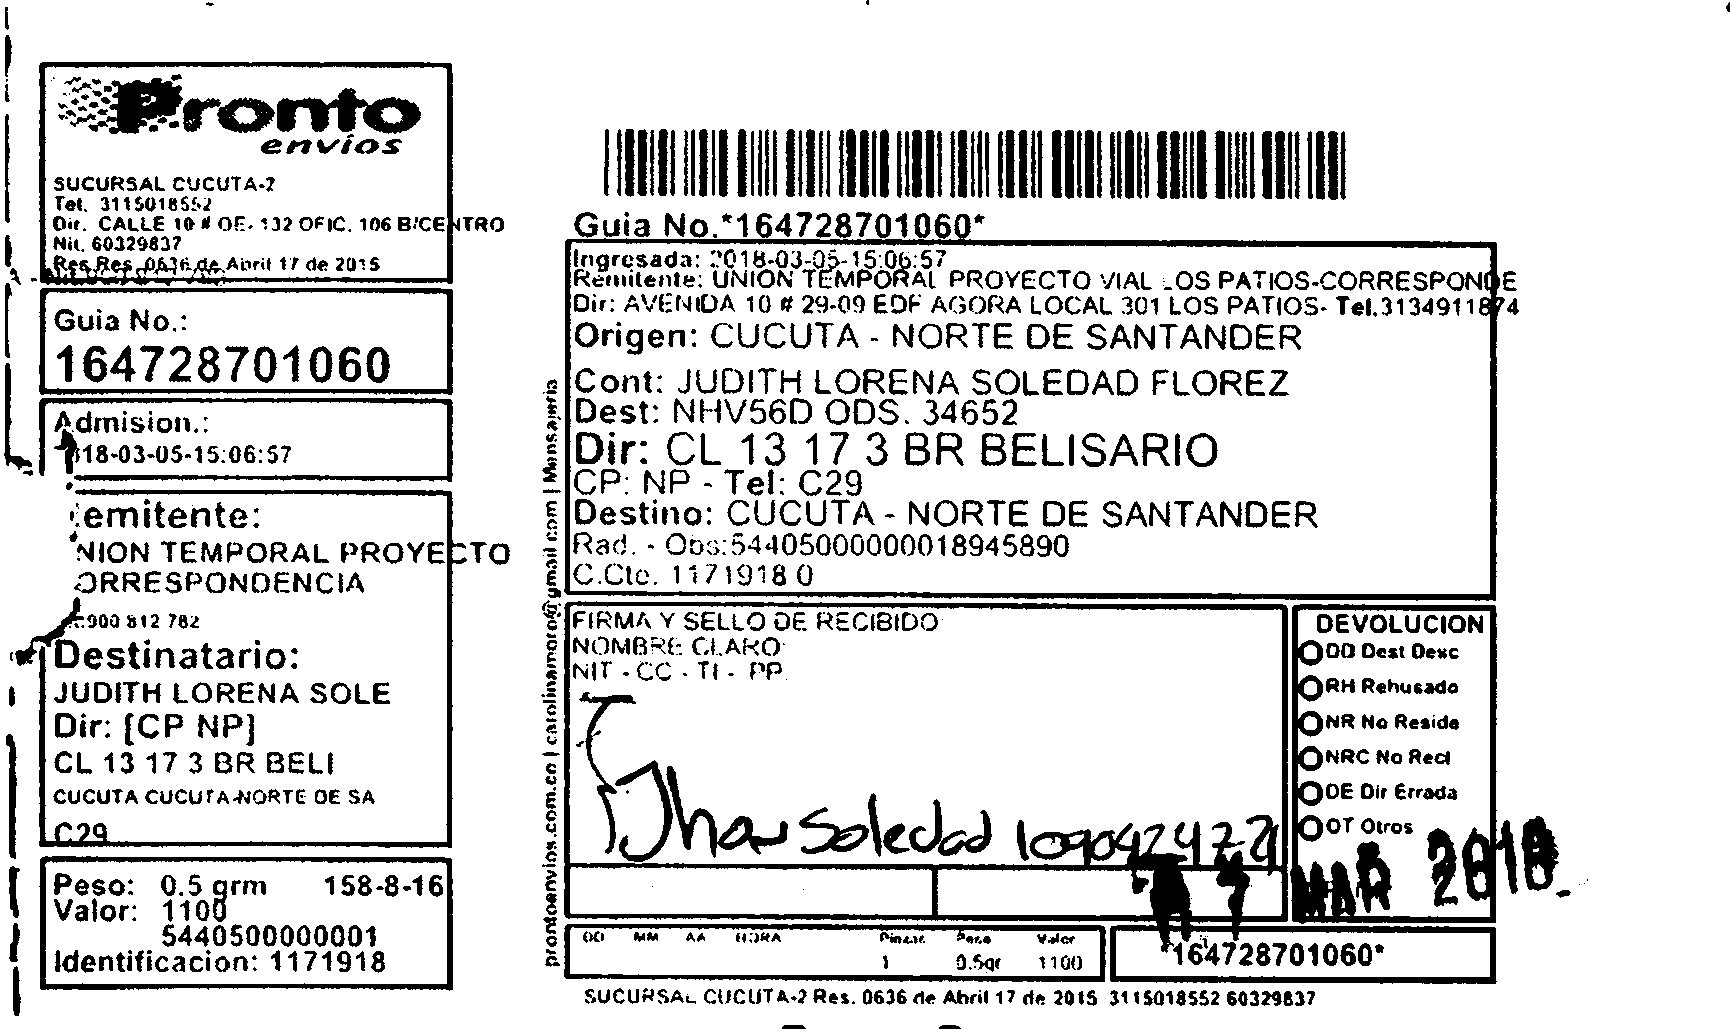 Pronto
envios
SUCURSAL CUCUTA-2
Tel. 3115018552
Dir. CALLE 10 # OE- 132 OFIC. 106 B/CENTRO
Nit. 60329837
Res Res. 0636 de Abril 17 de 2015
Guia No.:
164728701060
Admision.:
18-03-05-15:06:57
emitente:
NION TEMPORAL PROYECTO
ORRESPONDENCIA
900 812 782
Destinatario:
JUDITH LORENA SOLE
Dir: [CP NP]
CL 13 17 3 BR BELI
CUCUTA CUCUTA-NORTE DE SA
C29
Peso: 0.5 grm 158-8-16
Valor: 1100
5440500000001
Identificacion: 1171918
prontoenvios.com.co | carolinamoro@gmail.com | Mensajeria
Guia No.*164728701060*
Ingresada: 2018-03-05-15:06:57
Remitente: UNION TEMPORAL PROYECTO VIAL LOS PATIOS-CORRESPONDE
Dir: AVENIDA 10 # 29-09 EDF AGORA LOCAL 301 LOS PATIOS- Tel.3134911874
Origen: CUCUTA - NORTE DE SANTANDER
Cont: JUDITH LORENA SOLEDAD FLOREZ
Dest: NHV56D ODS. 34652
Dir: CL 13 17 3 BR BELISARIO
CP: NP - Tel: C29
Destino: CUCUTA - NORTE DE SANTANDER
Rad. - Obs:544050000000018945890
C.Cte. 1171918 0
FIRMA Y SELLO DE RECIBIDO
NOMBRE CLARO
NIT - CC - TI - PP
Jhon Soledad
DEVOLUCION
DD Dest Desc
RH Rehusado
NR No Reside
NRC No Recl
DE Dir Errada
OT Otros
MAR 2018
DD MM AA HORA Piezas Peso Valor
1 0.5gr 1100
*164728701060*
SUCURSAL CUCUTA-2 Res. 0636 de Abril 17 de 2015 3115018552 60329837